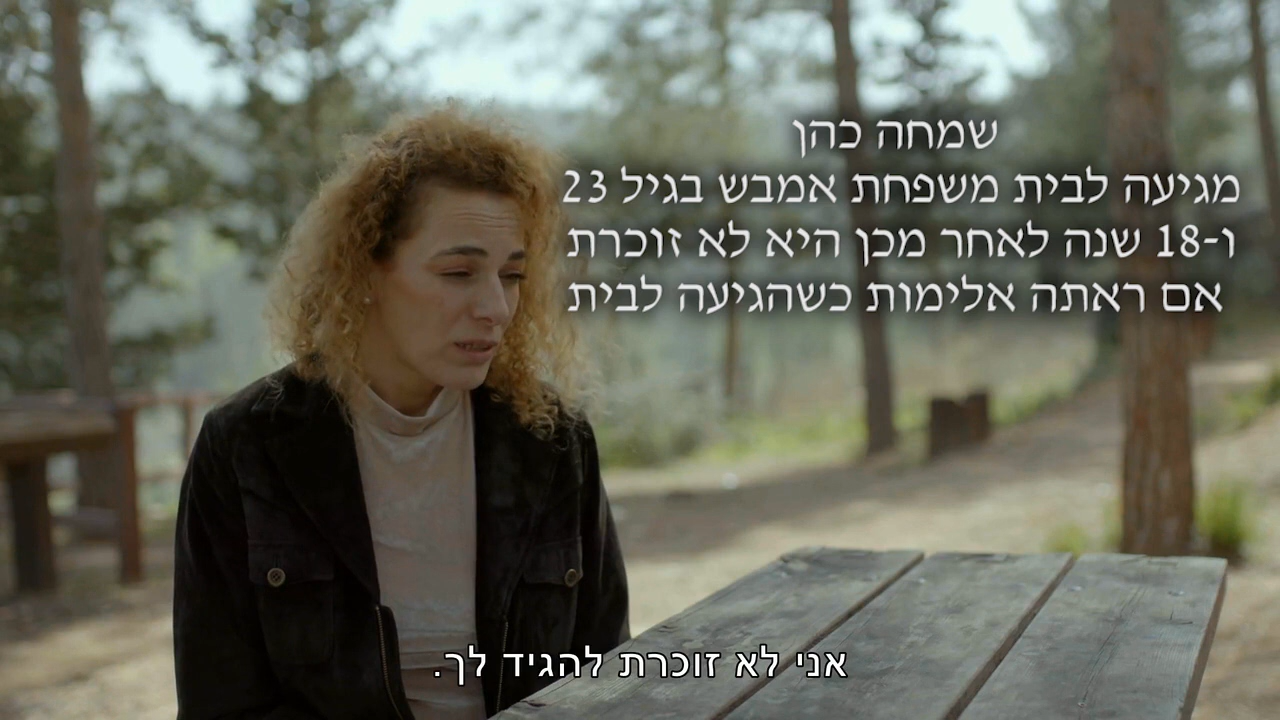 שמחה כהן
מגיעה לבית משפחת אמבש בגיל 23
ו-18 שנה לאחר מכן היא לא זוכרת
אם ראתה אלימות כשהגיעה לבית
אני לא זוכרת להגיד לך.